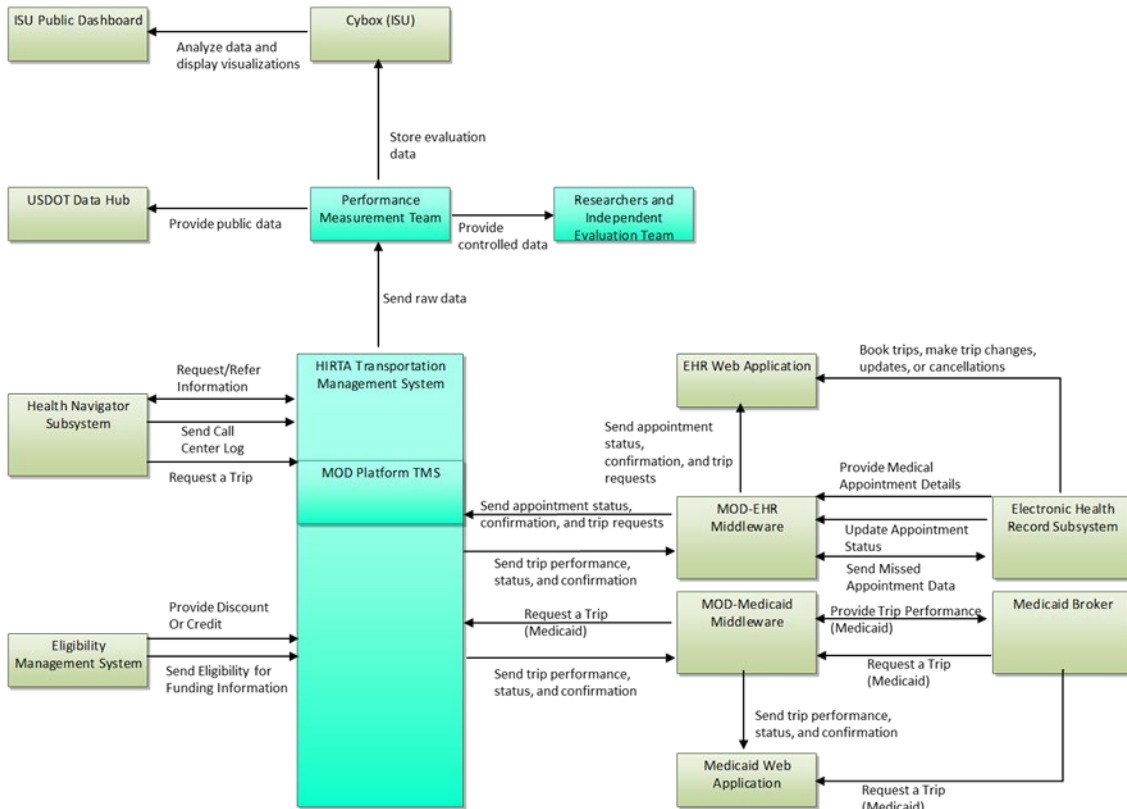 ISU Public Dashboard
Cybox (ISU)
Analyze data and
display visualizations
Store evaluation
data
USDOT Data Hub
Performance
Measurement Team
Researchers and
Independent
Evaluation Team
Provide public data
Provide
controlled data
Send raw data
HIRTA Transportation
Management System
Request/Refer
Information
Health Navigator
Subsystem
Send Call
Center Log
Request a Trip
MOD Platform TMS
Book trips, make trip changes,
updates, or cancellations
EHR Web Application
Send appointment
status,
confirmation, and trip
requests
Provide Medical
Appointment Details
Send appointment status,
confirmation, and trip requests
MOD-EHR
Middleware
Electronic Health
Record Subsystem
Update Appointment
Status
Send trip performance,
status, and confirmation
Send Missed
Appointment Data
Provide Discount
Or Credit
Eligibility
Management System
Send Eligibility for
Funding Information
Request a Trip
(Medicaid)
MOD-Medicaid
Middleware
Provide Trip Performance
(Medicaid)
Medicaid Broker
Send trip performance,
status, and confirmation
Request a Trip
(Medicaid)
Send trip performance,
status, and confirmation
Medicaid Web
Application
Request a Trip
(Medicaid)